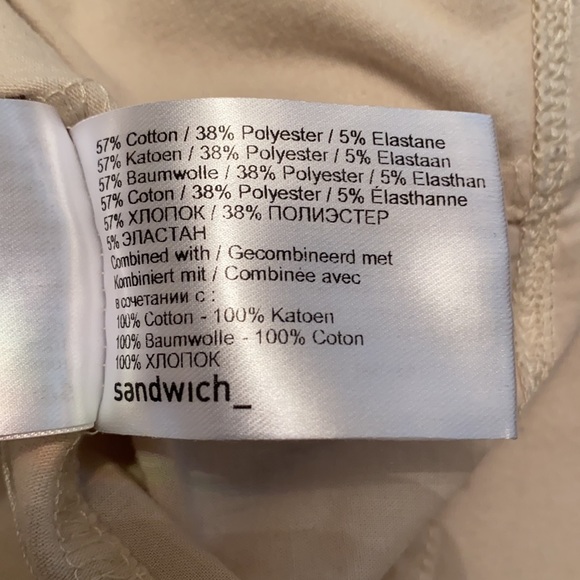 57% Cotton / 38% Polyester / 5% Elastane
57% Katoen / 38% Polyester / 5% Elastaan
57% Baumwolle / 38% Polyester / 5% Elasthan
57% Coton / 38% Polyester / 5% Élasthanne
57% ХЛОПОК / 38% ПОЛИЭСТЕР
5% ЭЛАСТАН
Combined with / Gecombineerd met
Kombiniert mit / Combinée avec
в сочетании с :
100% Cotton - 100% Katoen
100% Baumwolle - 100% Coton
100% ХЛОПОК
sandwich_